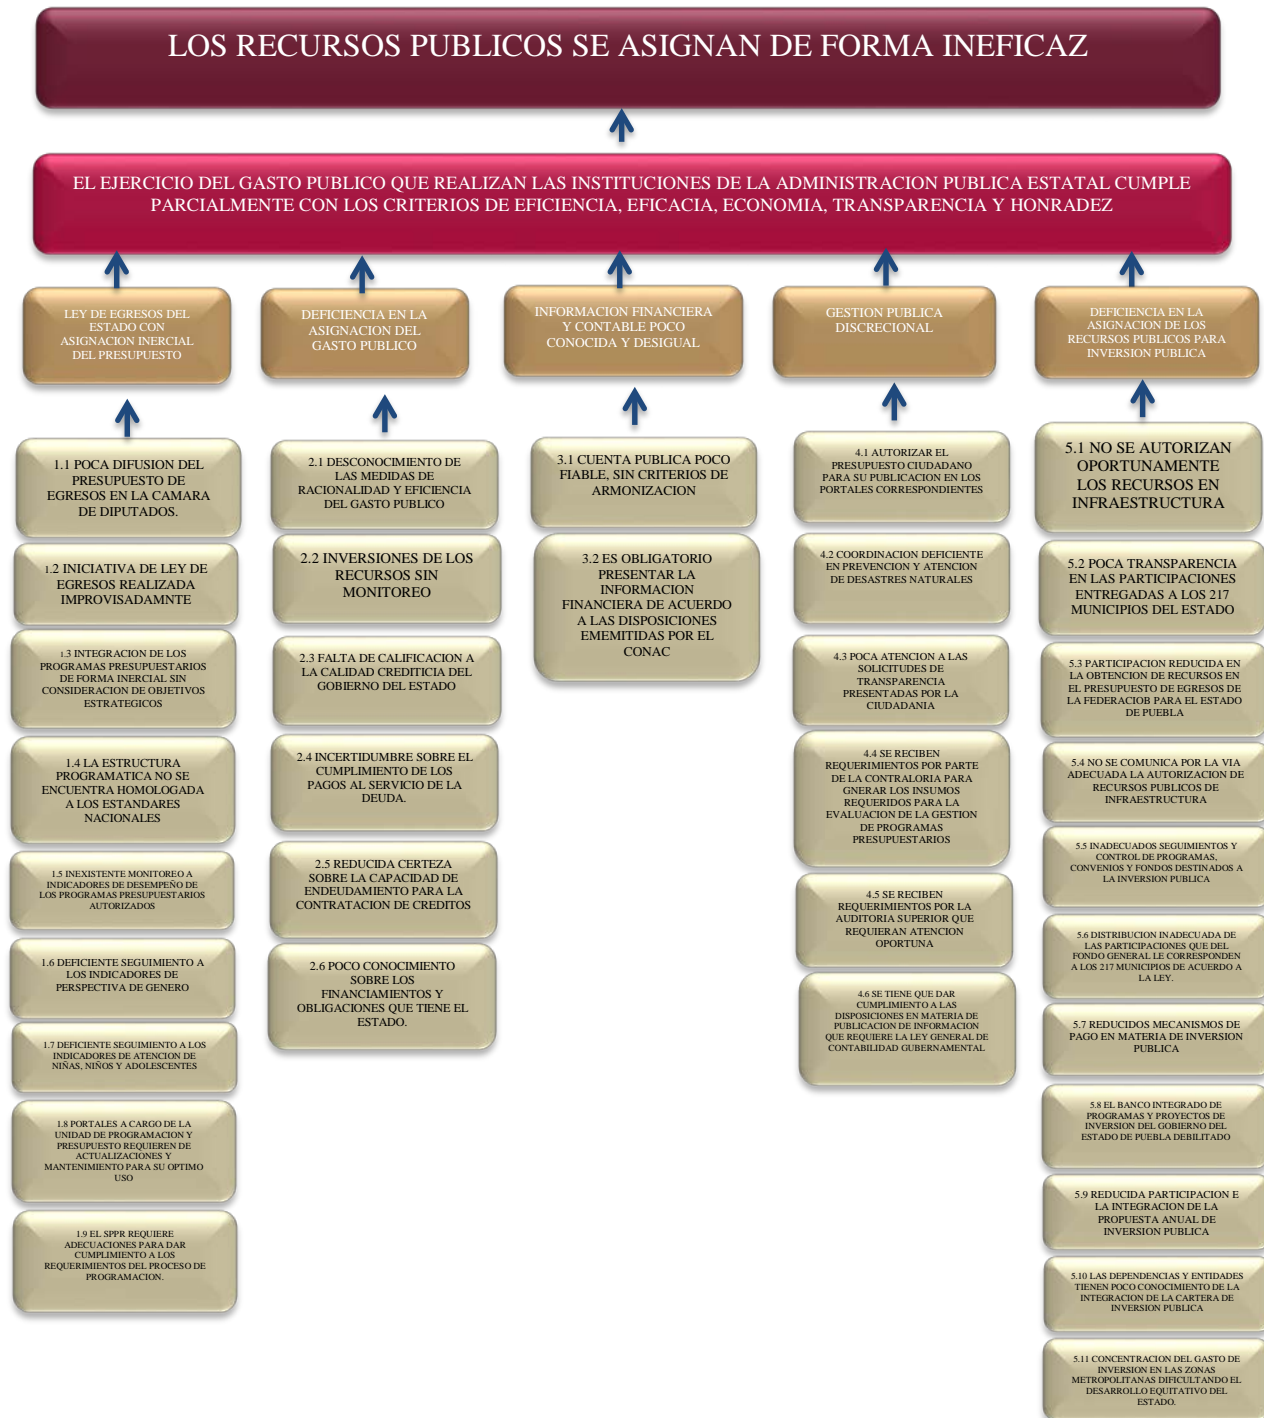 LOS RECURSOS PUBLICOS SE ASIGNAN DE FORMA INEFICAZ
EL EJERCICIO DEL GASTO PUBLICO QUE REALIZAN LAS INSTITUCIONES DE LA ADMINISTRACION PUBLICA ESTATAL CUMPLE
PARCIALMENTE CON LOS CRITERIOS DE EFICIENCIA, EFICACIA, ECONOMIA, TRANSPARENCIA Y HONRADEZ
LEY DE EGRESOS DEL
ESTADO CON
ASIGNACION INERCIAL
DEL PRESUPUESTO
DEFICIENCIA EN LA
ASIGNACION DEL
GASTO PUBLICO
INFORMACION FINANCIERA
Y CONTABLE POCO
CONOCIDA Y DESIGUAL
GESTION PUBLICA
DISCRECIONAL
DEFICIENCIA EN LA
ASIGNACION DE LOS
RECURSOS PUBLICOS PARA
INVERSION PUBLICA
1.1 POCA DIFUSION DEL
PRESUPUESTO DE
EGRESOS EN LA CAMARA
DE DIPUTADOS.
1.2 INICIATIVA DE LEY DE
EGRESOS REALIZADA
IMPROVISADAMNTE
1.3 INTEGRACION DE LOS
PROGRAMAS PRESUPUESTARIOS
DE FORMA INERCIAL SIN
CONSIDERACION DE OBJETIVOS
ESTRATEGICOS
1.4 LA ESTRUCTURA
PROGRAMATICA NO SE
ENCUENTRA HOMOLOGADA
A LOS ESTANDARES
NACIONALES
1.5 INEXISTENTE MONITOREO A
INDICADORES DE DESEMPEÑO DE
LOS PROGRAMAS PRESUPUESTARIOS
AUTORIZADOS
1.6 DEFICIENTE SEGUIMIENTO A
LOS INDICADORES DE
PERSPECTIVA DE GENERO
1.7 DEFICIENTE SEGUIMIENTO A LOS
INDICADORES DE ATENCION DE
NIÑAS, NIÑOS Y ADOLESCENTES
1.8 PORTALES A CARGO DE LA
UNIDAD DE PROGRAMACION Y
PRESUPUESTO REQUIEREN DE
ACTUALIZACIONES Y
MANTENIMIENTO PARA SU OPTIMO
USO
1.9 EL SPPR REQUIERE
ADECUACIONES PARA DAR
CUMPLIMIENTO A LOS
REQUERIMIENTOS DEL PROCESO DE
PROGRAMACION.
2.1 DESCONOCIMIENTO DE
LAS MEDIDAS DE
RACIONALIDAD Y EFICIENCIA
DEL GASTO PUBLICO
2.2 INVERSIONES DE LOS
RECURSOS SIN
MONITOREO
2.3 FALTA DE CALIFICACION A
LA CALIDAD CREDITICIA DEL
GOBIERNO DEL ESTADO
2.4 INCERTIDUMBRE SOBRE EL
CUMPLIMIENTO DE LOS
PAGOS AL SERVICIO DE LA
DEUDA.
2.5 REDUCIDA CERTEZA
SOBRE LA CAPACIDAD DE
ENDEUDAMIENTO PARA LA
CONTRATACION DE CREDITOS
2.6 POCO CONOCIMIENTO
SOBRE LOS
FINANCIAMIENTOS Y
OBLIGACIONES QUE TIENE EL
ESTADO.
3.1 CUENTA PUBLICA POCO
FIABLE, SIN CRITERIOS DE
ARMONIZACION
3.2 ES OBLIGATORIO
PRESENTAR LA
INFORMACION
FINANCIERA DE ACUERDO
A LAS DISPOSICIONES
EMEMITIDAS POR EL
CONAC
4.1 AUTORIZAR EL
PRESUPUESTO CIUDADANO
PARA SU PUBLICACION EN LOS
PORTALES CORRESPONDIENTES
4.2 COORDINACION DEFICIENTE
EN PREVENCION Y ATENCION
DE DESASTRES NATURALES
4.3 POCA ATENCION A LAS
SOLICITUDES DE
TRANSPARENCIA
PRESENTADAS POR LA
CIUDADANIA
4.4 SE RECIBEN
REQUERIMIENTOS POR PARTE
DE LA CONTRALORIA PARA
GNERAR LOS INSUMOS
REQUERIDOS PARA LA
EVALUACION DE LA GESTION
DE PROGRAMAS
PRESUPUESTARIOS
4.5 SE RECIBEN
REQUERIMIENTOS POR LA
AUDITORIA SUPERIOR QUE
REQUIERAN ATENCION
OPORTUNA
4.6 SE TIENE QUE DAR
CUMPLIMIENTO A LAS
DISPOSICIONES EN MATERIA DE
PUBLICACION DE INFORMACION
QUE REQUIERE LA LEY GENERAL DE
CONTABILIDAD GUBERNAMENTAL
5.1 NO SE AUTORIZAN
OPORTUNAMENTE
LOS RECURSOS EN
INFRAESTRUCTURA
5.2 POCA TRANSPARENCIA
EN LAS PARTICIPACIONES
ENTREGADAS A LOS 217
MUNICIPIOS DEL ESTADO
5.3 PARTICIPACION REDUCIDA EN
LA OBTENCION DE RECURSOS EN
EL PRESUPUESTO DE EGRESOS DE
LA FEDERACIOB PARA EL ESTADO
DE PUEBLA
5.4 NO SE COMUNICA POR LA VIA
ADECUADA LA AUTORIZACION DE
RECURSOS PUBLICOS DE
INFRAESTRUCTURA
5.5 INADECUADOS SEGUIMIENTOS Y
CONTROL DE PROGRAMAS,
CONVENIOS Y FONDOS DESTINADOS A
LA INVERSION PUBLICA
5.6 DISTRIBUCION INADECUADA DE
LAS PARTICIPACIONES QUE DEL
FONDO GENERAL LE CORRESPONDEN
A LOS 217 MUNICIPIOS DE ACUERDO A
LA LEY.
5.7 REDUCIDOS MECANISMOS DE
PAGO EN MATERIA DE INVERSION
PUBLICA
5.8 EL BANCO INTEGRADO DE
PROGRAMAS Y PROYECTOS DE
INVERSION DEL GOBIERNO DEL
ESTADO DE PUEBLA DEBILITADO
5.9 REDUCIDA PARTICIPACION E
LA INTEGRACION DE LA
PROPUESTA ANUAL DE
INVERSION PUBLICA
5.10 LAS DEPENDENCIAS Y ENTIDADES
TIENEN POCO CONOCIMIENTO DE LA
INTEGRACION DE LA CARTERA DE
INVERSION PUBLICA
5.11 CONCENTRACION DEL GASTO DE
INVERSION EN LAS ZONAS
METROPOLITANAS DIFICULTANDO EL
DESARROLLO EQUITATIVO DEL
ESTADO.